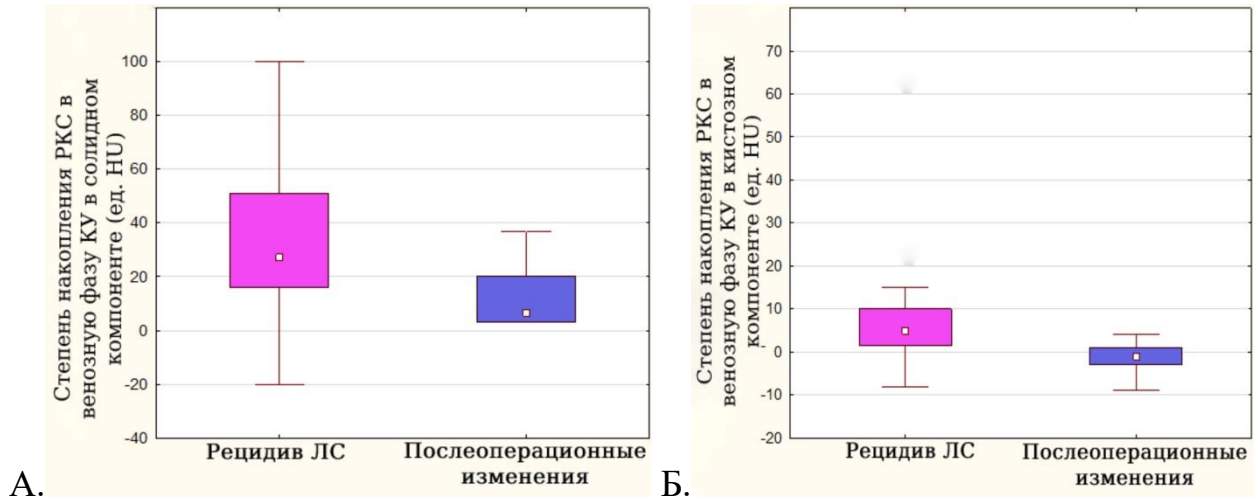 Степень накопления РКС в
венозную фазу КУ в солидном
компоненте (ед. HU)
100
80
60
40
20
0
-20
-40
Рецидив ЛС
Послеоперационные
изменения
А.
Степень накопления РКС в
венозную фазу КУ в кистозном
компоненте (ед. HU)
70
60
50
40
30
20
10
0
-10
-20
Рецидив ЛС
Послеоперационные
изменения
Б.